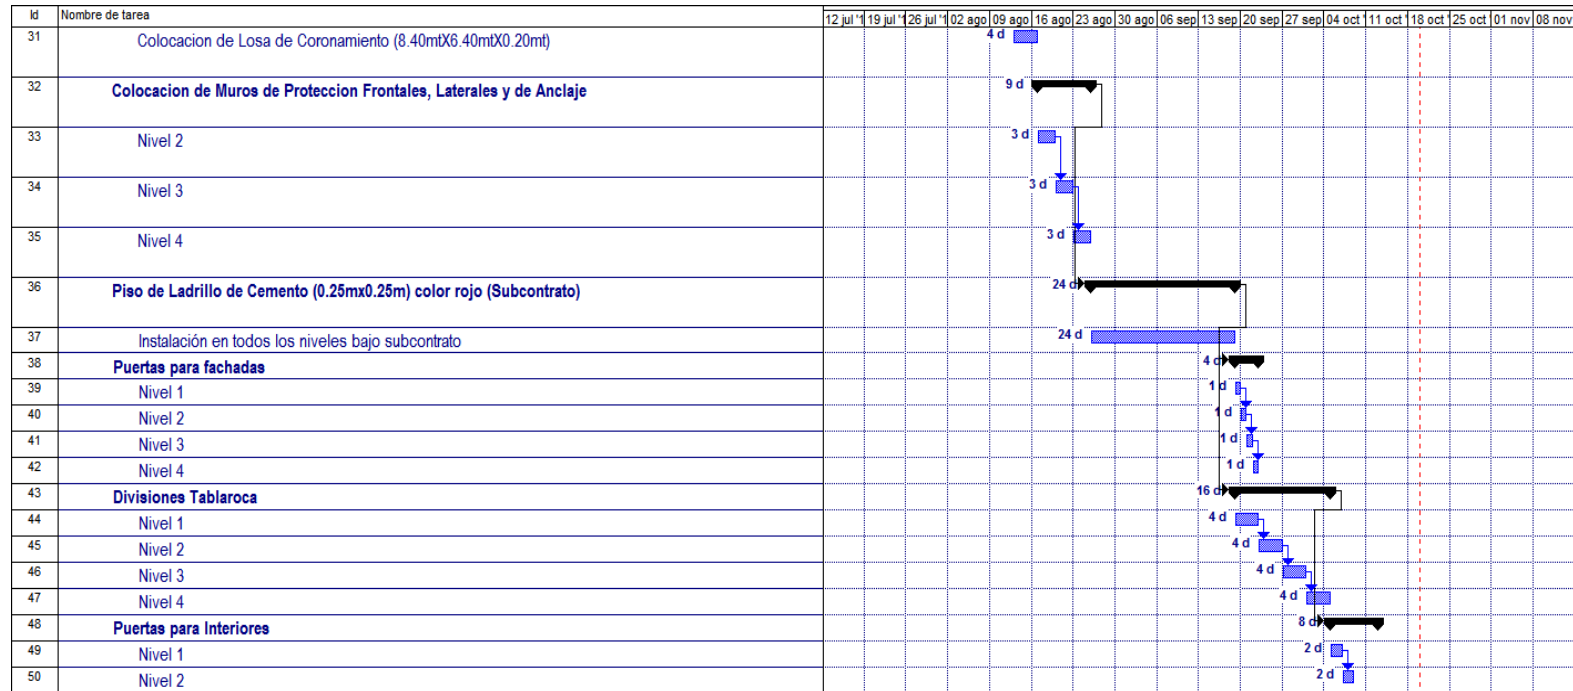 Id Nombre de tarea 12 jul '1 19 jul '1 26 jul '1 02 ago 09 ago 16 ago 23 ago 30 ago 06 sep 13 sep 20 sep 27 sep 04 oct ' 11 oct ' 18 oct ' 25 oct 01 nov 08 nov
31 Colocacion de Losa de Coronamiento (8.40mtX6.40mtX0.20mt) 4 d
32 Colocacion de Muros de Proteccion Frontales, Laterales y de Anclaje 9 d
33 Nivel 2 3 d
34 Nivel 3 3 d
35 Nivel 4 3 d
36 Piso de Ladrillo de Cemento (0.25mx0.25m) color rojo (Subcontrato) 24 d
37 Instalación en todos los niveles bajo subcontrato 24 d
38 Puertas para fachadas 4 d
39 Nivel 1 1 d
40 Nivel 2 1 d
41 Nivel 3 1 d
42 Nivel 4 1 d
43 Divisiones Tablaroca 16 d
44 Nivel 1 4 d
45 Nivel 2 4 d
46 Nivel 3 4 d
47 Nivel 4 4 d
48 Puertas para Interiores 8 d
49 Nivel 1 2 d
50 Nivel 2 2 d